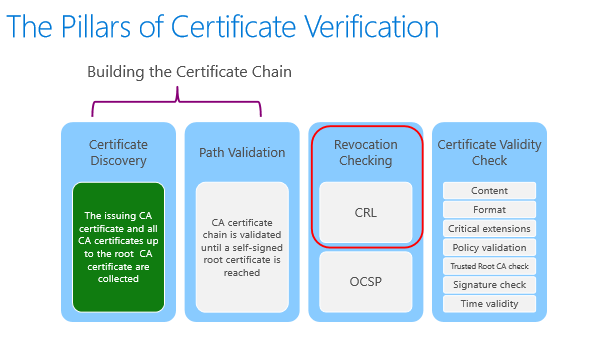 The Pillars of Certificate Verification
Building the Certificate Chain
Certificate
Discovery
The issuing CA
certificate and all
CA certificates up
to the root CA
certificate are
collected
Path Validation
CA certificate
chain is validated
until a self-signed
root certificate is
reached
Revocation
Checking
CRL
OCSP
Certificate Validity
Check
Content
Format
Critical extensions
Policy validation
Trusted Root CA check
Signature check
Time validity